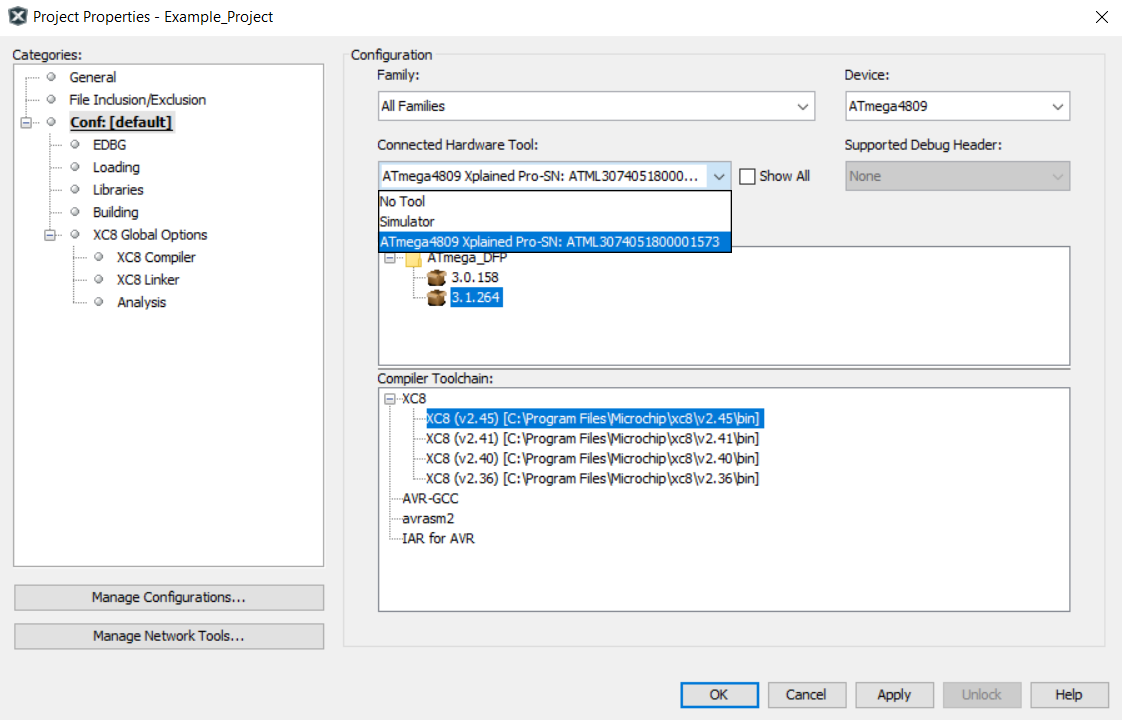 Project Properties - Example_Project
Categories:
General
File Inclusion/Exclusion
Conf: [default]
EDBG
Loading
Libraries
Building
XC8 Global Options
XC8 Compiler
XC8 Linker
Analysis
Manage Configurations...
Manage Network Tools...
Configuration
Family:
Device:
All Families
ATmega4809
Connected Hardware Tool:
Supported Debug Header:
ATmega4809 Xplained Pro-SN: ATML30740518000...
Show All
None
No Tool
Simulator
ATmega4809 Xplained Pro-SN: ATML3074051800001573
ATmega_DFP
3.0.158
3.1.264
Compiler Toolchain:
XC8
XC8 (v2.45) [C:\Program Files\Microchip\xc8\v2.45\bin]
XC8 (v2.41) [C:\Program Files\Microchip\xc8\v2.41\bin]
XC8 (v2.40) [C:\Program Files\Microchip\xc8\v2.40\bin]
XC8 (v2.36) [C:\Program Files\Microchip\xc8\v2.36\bin]
AVR-GCC
avrasm2
IAR for AVR
OK
Cancel
Apply
Unlock
Help